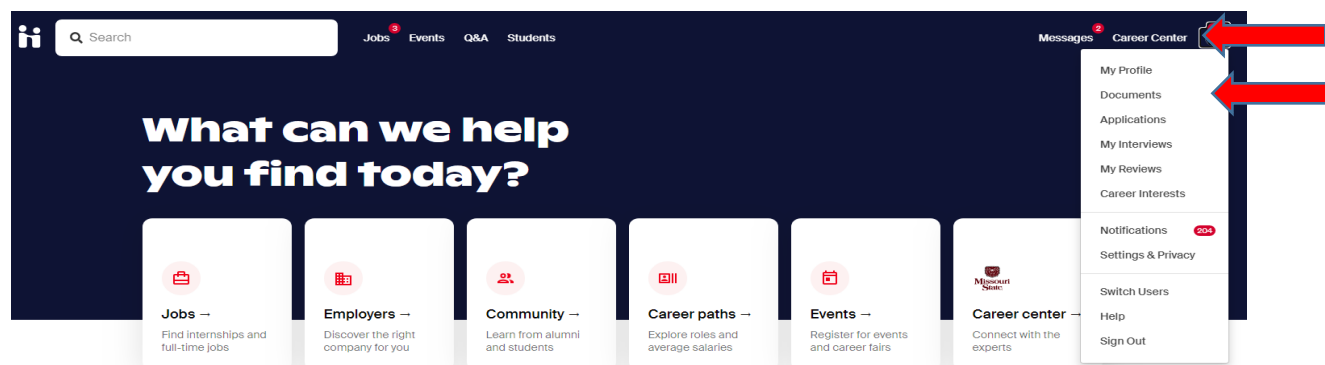 Search
Jobs 3 Events Q&A Students
Messages 2 Career Center
My Profile
Documents
Applications
My Interviews
My Reviews
Career Interests
Notifications 204
Settings & Privacy
Switch Users
Help
Sign Out
What can we help
you find today?
Jobs →
Find internships and
full-time jobs
Employers →
Discover the right
company for you
Community →
Learn from alumni
and students
Career paths →
Explore roles and
average salaries
Events →
Register for events
and career fairs
Missouri
State
Career center →
Connect with the
experts